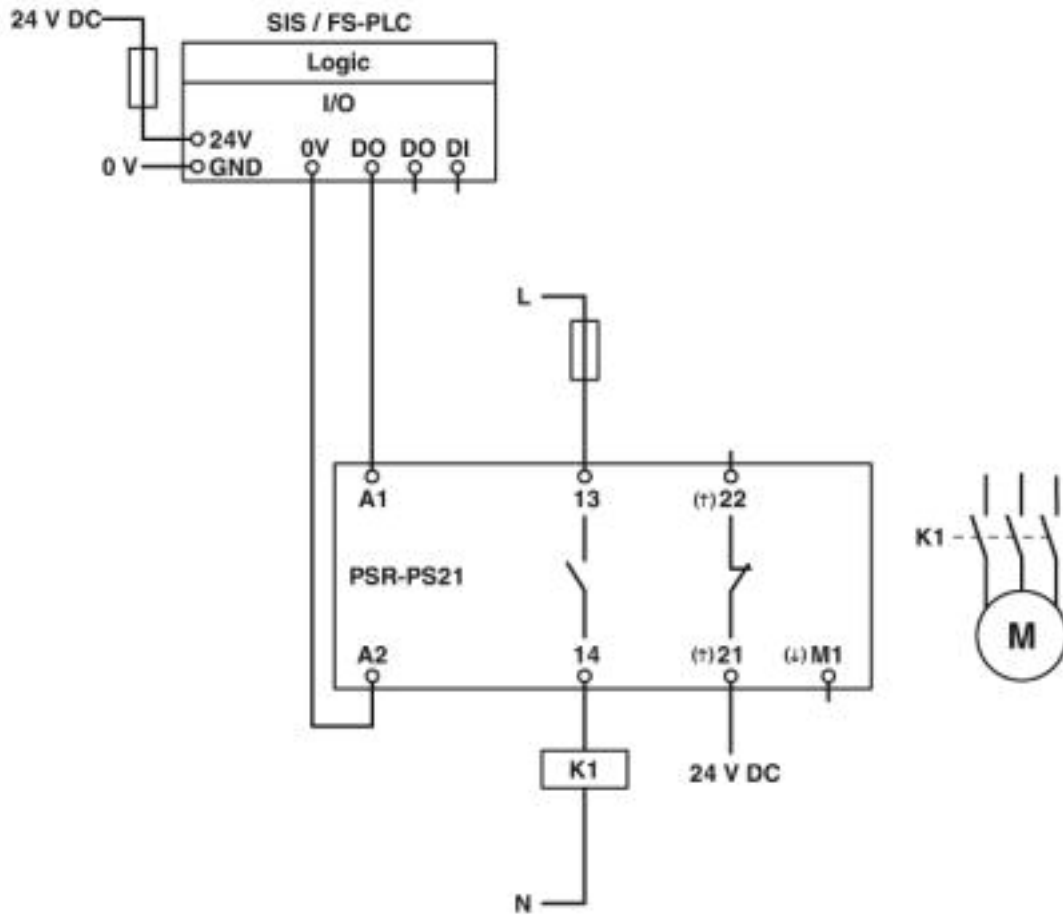 24 V DC
SIS / FS-PLC
Logic
I/O
24V
0V DO DO DI
0 V
GND
L
A1 13 (↑) 22
K1
PSR-PS21
M
A2 14 (↑) 21 (↓) M1
K1
24 V DC
N